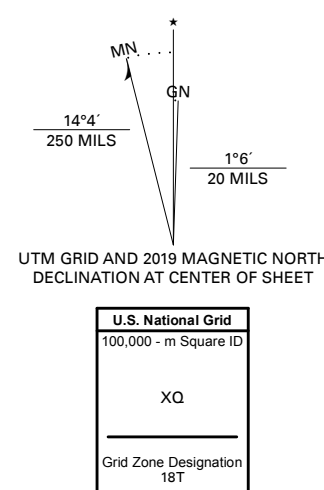 MN
GN
14°4´
250 MILS
1°6´
20 MILS
UTM GRID AND 2019 MAGNETIC NORTH
DECLINATION AT CENTER OF SHEET
U.S. National Grid
100,000 - m Square ID
XQ
Grid Zone Designation
18T